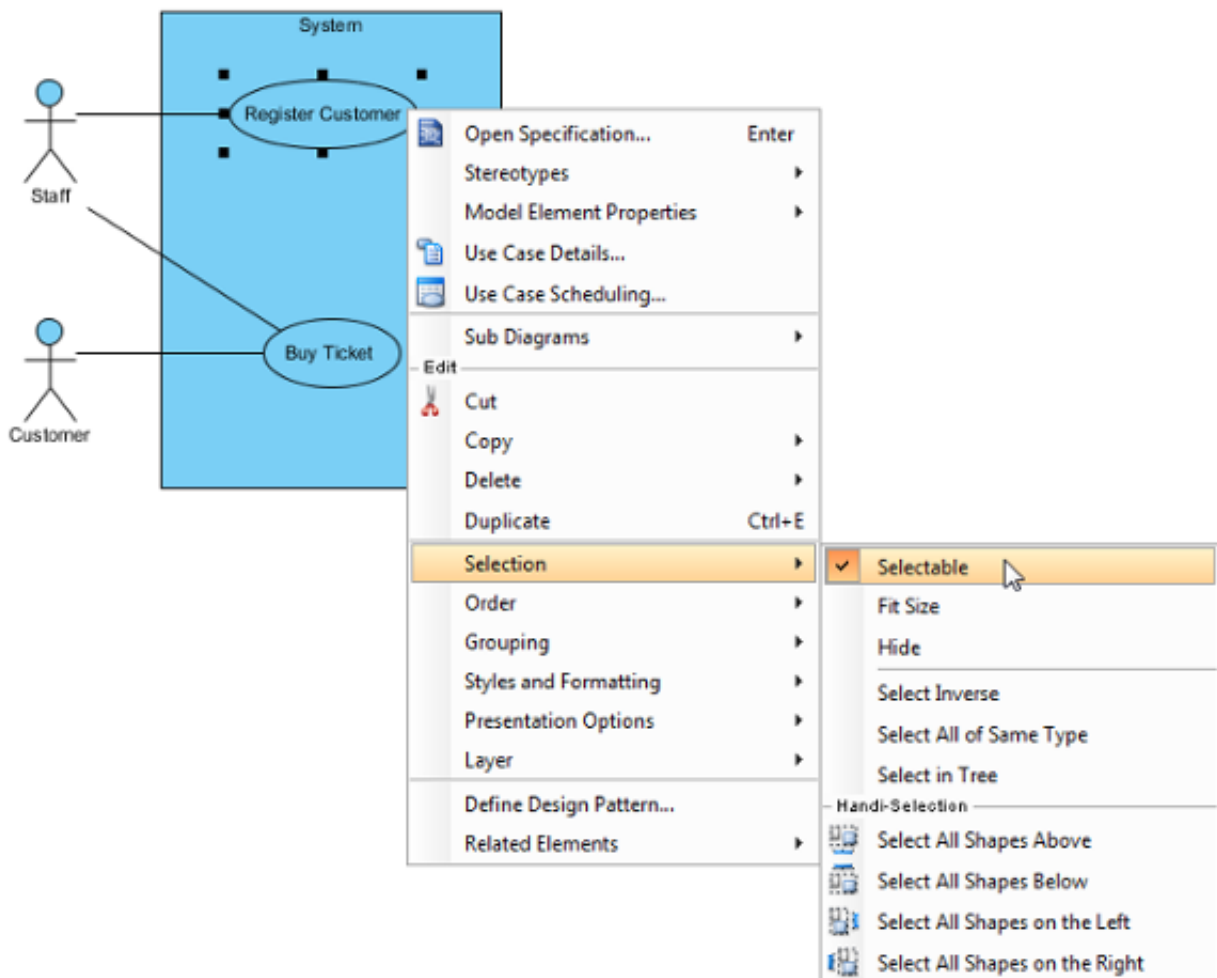 System
Register Customer
Staff
Buy Ticket
Customer
Open Specification... Enter
Stereotypes
Model Element Properties
Use Case Details...
Use Case Scheduling...
Sub Diagrams
Edit
Cut
Copy
Delete
Duplicate Ctrl+E
Selection
Order
Grouping
Styles and Formatting
Presentation Options
Layer
Define Design Pattern...
Related Elements
Selectable
Fit Size
Hide
Select Inverse
Select All of Same Type
Select in Tree
Handi-Selection
Select All Shapes Above
Select All Shapes Below
Select All Shapes on the Left
Select All Shapes on the Right